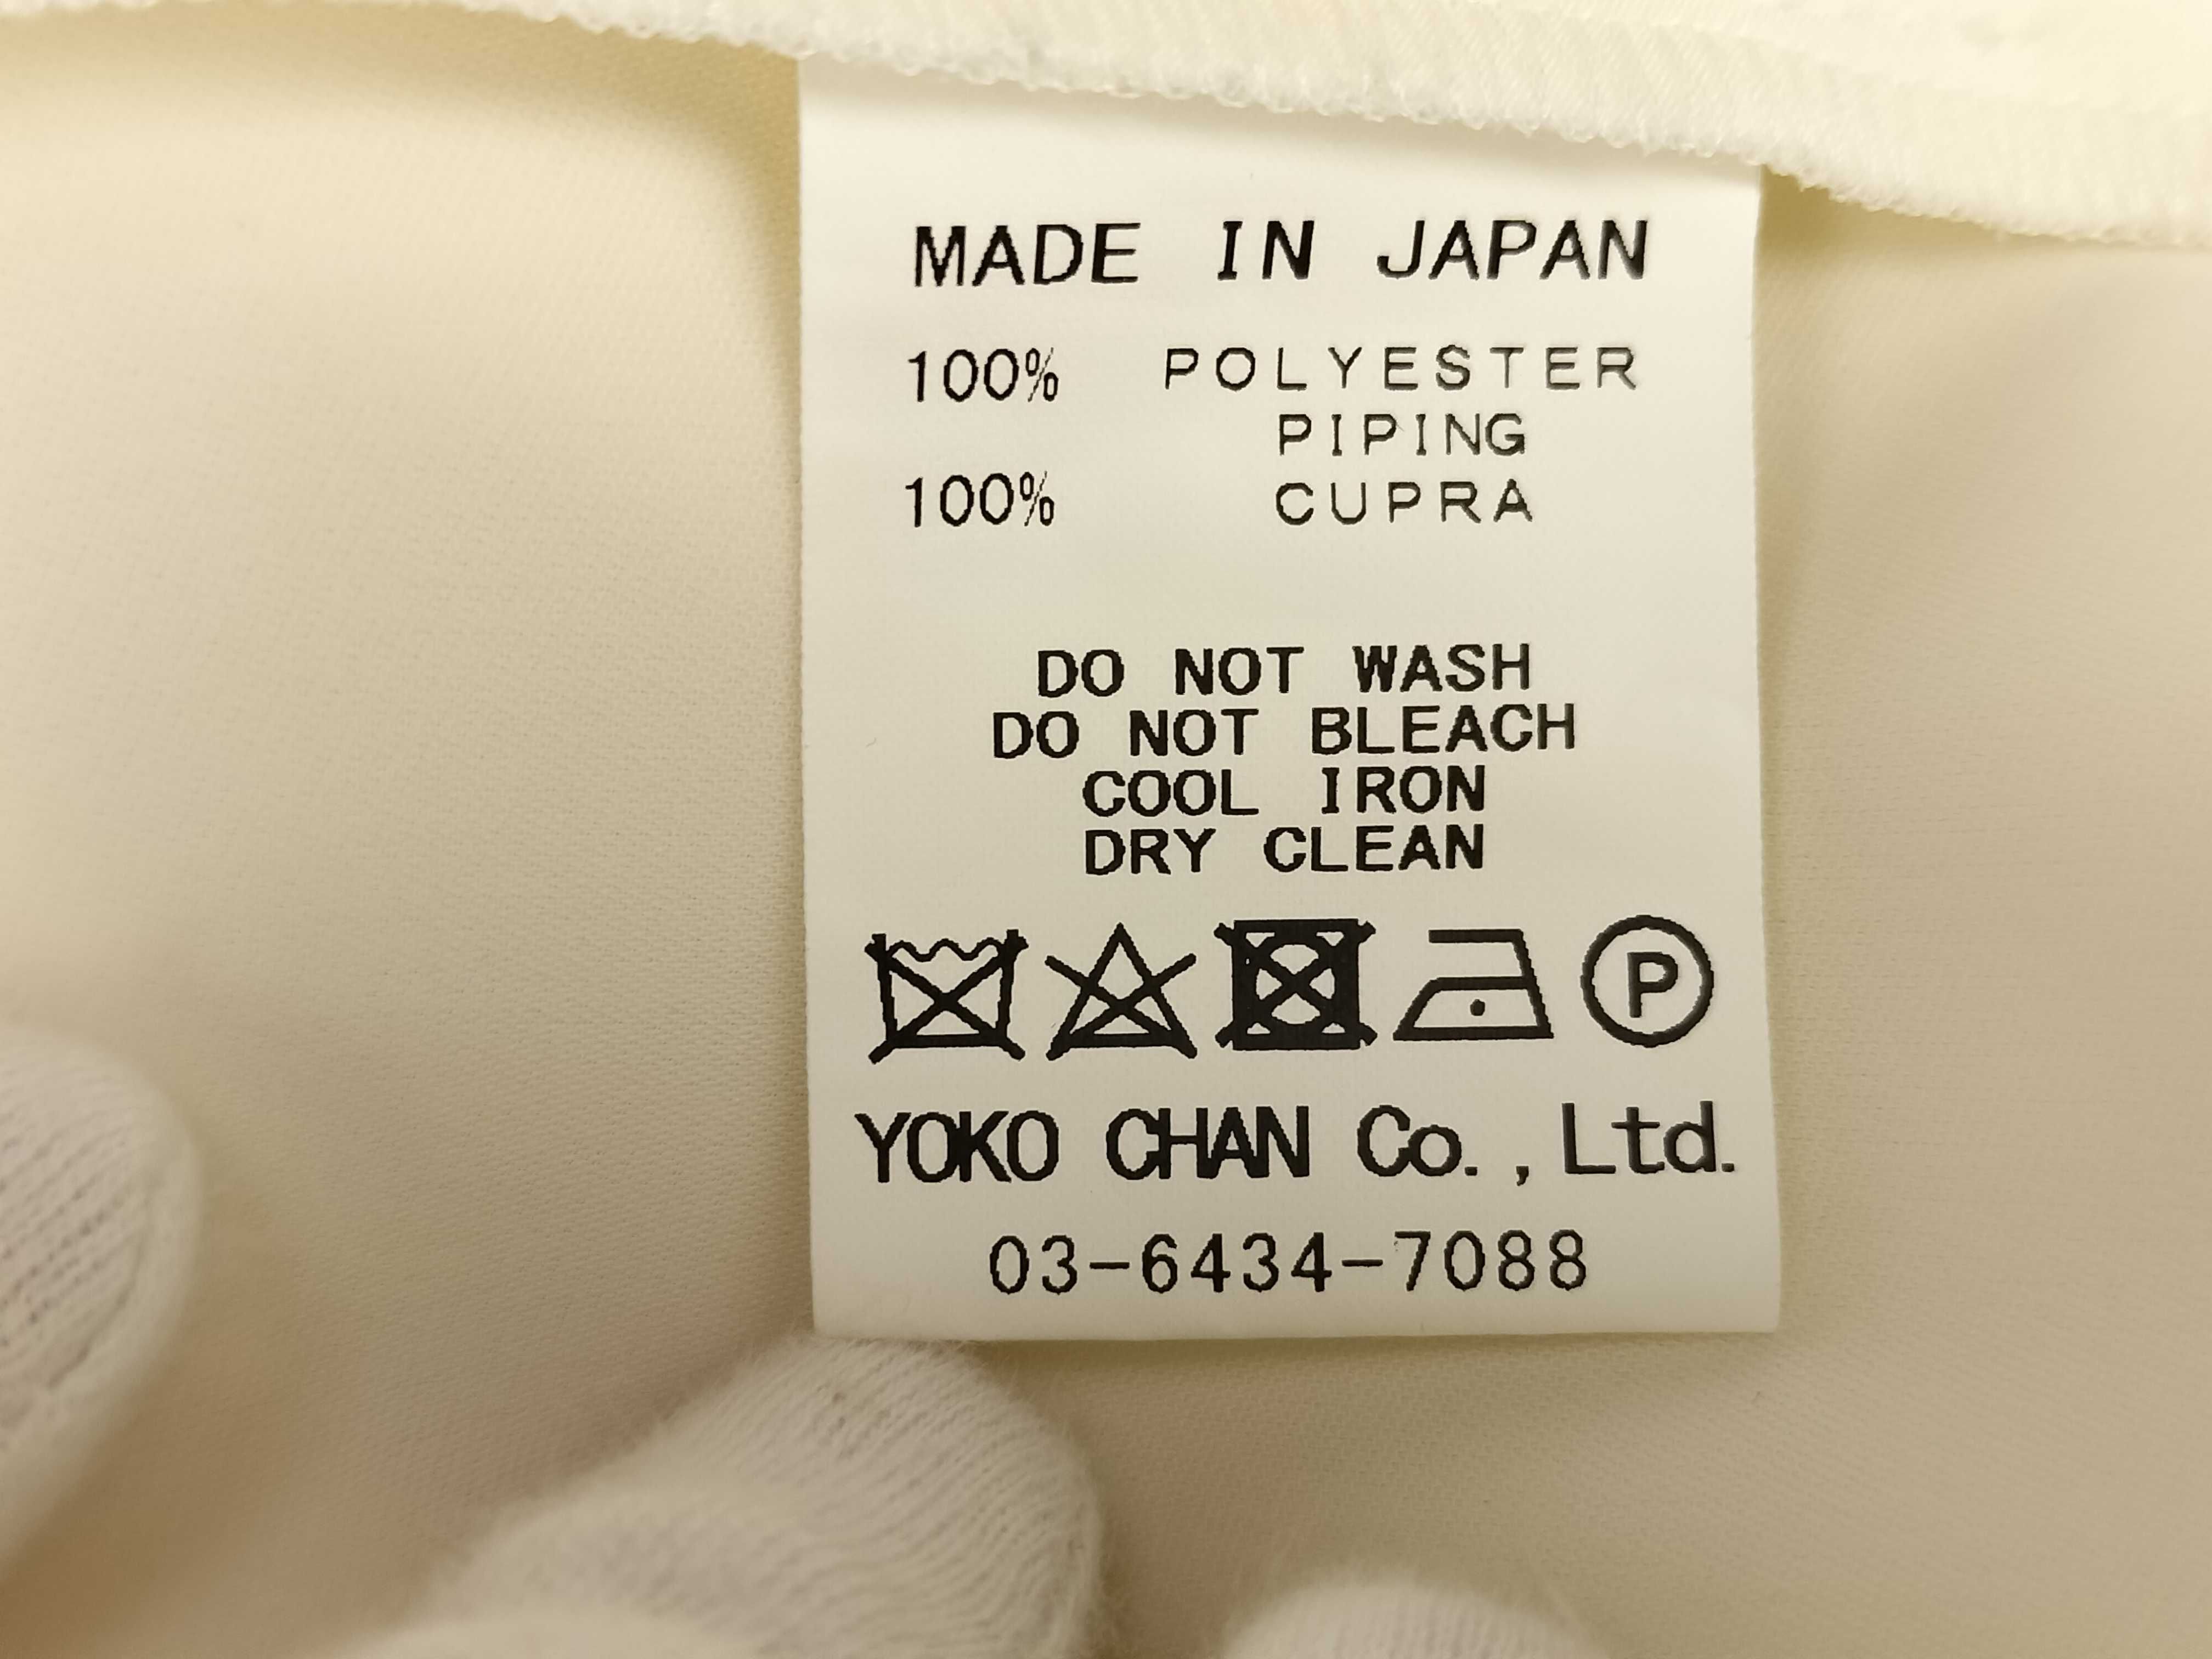 MADE IN JAPAN
100% POLYESTER
PIPING
100% CUPRA
DO NOT WASH
DO NOT BLEACH
COOL IRON
DRY CLEAN
P
YOKO CHAN Co., Ltd.
03-6434-7088